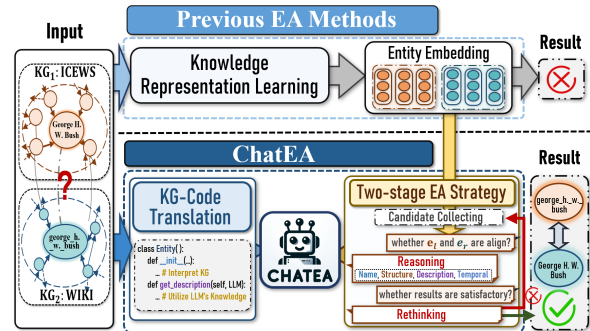 Previous EA Methods
Input
Result
KG1: ICEWS
George H.
W. Bush
Knowledge
Representation Learning
Entity Embedding
?
george_h.
_w._bush
KG2: WIKI
ChatEA
KG-Code
Translation
class Entity():
def __init__(..):
... # Interpret KG
def get_description(self, LLM):
... # Utilize LLM's Knowledge
CHATEA
Two-stage EA Strategy
Candidate Collecting
whether el and er are align?
Reasoning
Name, Structure, Description, Temporal
whether results are satisfactory?
Rethinking
Result
george_h._w._
bush
George H. W.
Bush